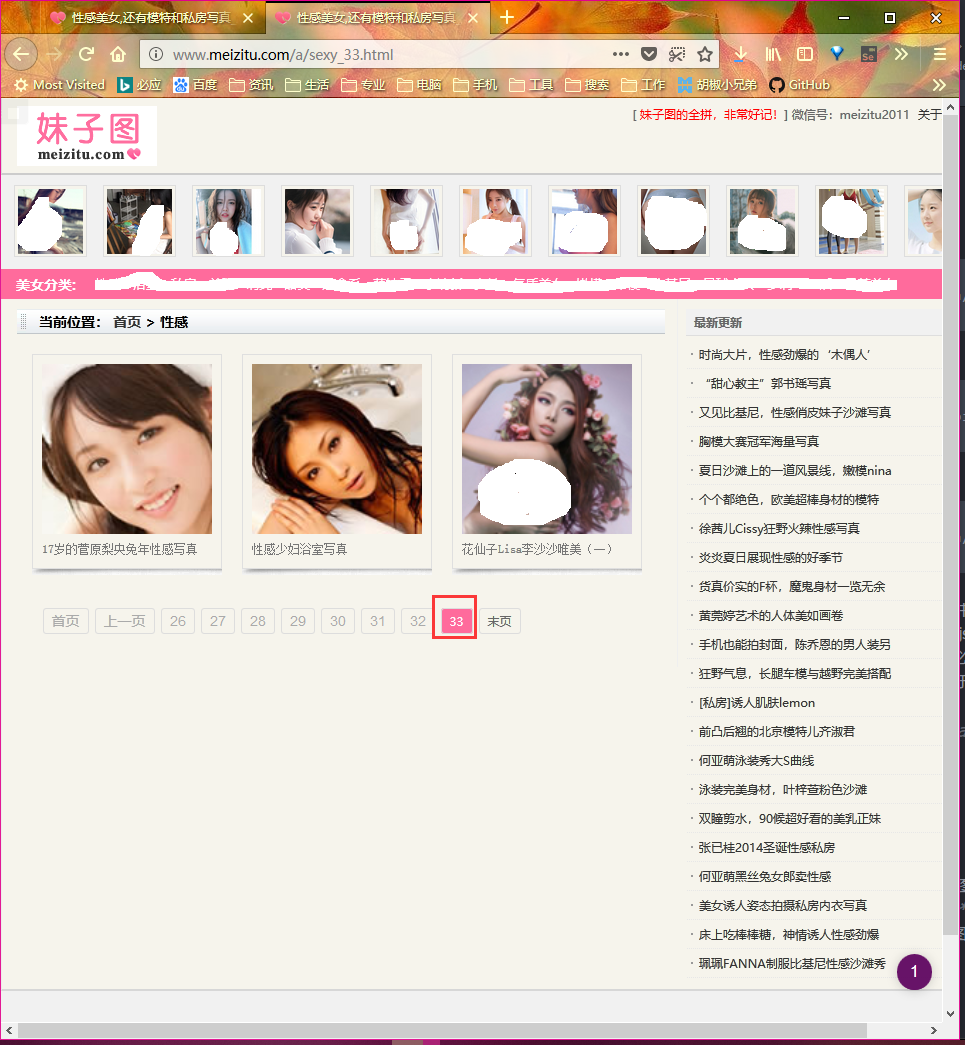 性感美女,还有模特和私房写真
性感美女,还有模特和私房写真
www.meizitu.com/a/sexy_33.html
Most Visited 必应 百度 资讯 生活 专业 电脑 手机 工具 搜索 工作 胡椒小兄弟 GitHub
妹子图
meizitu.com
[ 妹子图的全拼，非常好记！] 微信号：meizitu2011 关于
美女分类：
当前位置： 首页 > 性感
17岁的菅原梨央兔年性感写真
性感少妇浴室写真
花仙子Lisa李沙沙唯美（一）
首页 上一页 26 27 28 29 30 31 32 33 末页
最新更新
· 时尚大片，性感劲爆的‘木偶人’
· “甜心教主”郭书瑶写真
· 又见比基尼，性感俏皮妹子沙滩写真
· 胸模大赛冠军海量写真
· 夏日沙滩上的一道风景线，嫩模nina
· 个个都绝色，欧美超棒身材的模特
· 徐茜儿Cissy狂野火辣性感写真
· 炎炎夏日展现性感的好季节
· 货真价实的F杯，魔鬼身材一览无余
· 黄莞婷艺术的人体美如画卷
· 手机也能拍封面，陈乔恩的男人装另
· 狂野气息，长腿车模与越野完美搭配
· [私房]诱人肌肤lemon
· 前凸后翘的北京模特儿齐淑君
· 何亚萌泳装秀大S曲线
· 泳装完美身材，叶梓萱粉色沙滩
· 双瞳剪水，90候超好看的美乳正妹
· 张已桂2014圣诞性感私房
· 何亚萌黑丝兔女郎卖性感
· 美女诱人姿态拍摄私房内衣写真
· 床上吃棒棒糖，神情诱人性感劲爆
· 珮珮FANNA制服比基尼性感沙滩秀
1